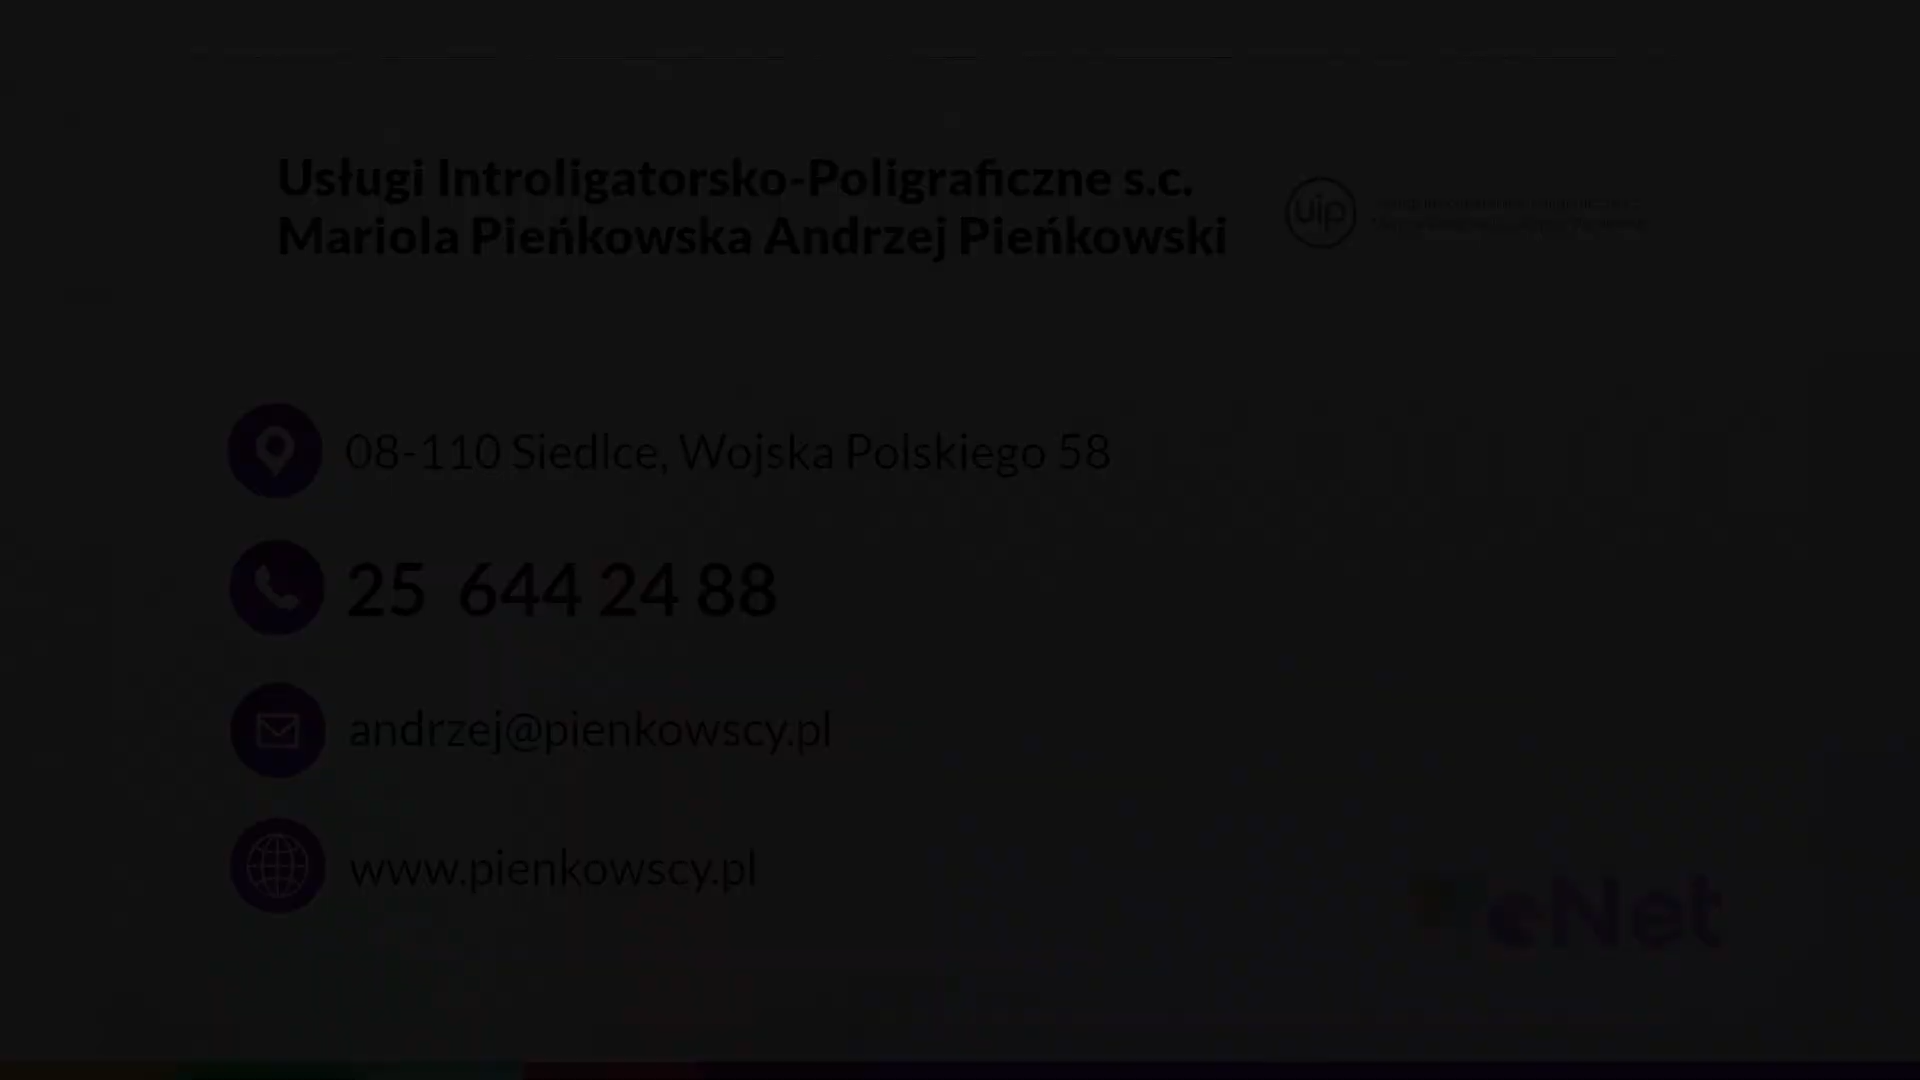 Usługi Introligatorsko-Poligraficzne s.c.
Mariola Pieńkowska Andrzej Pieńkowski
uip
08-110 Siedlce, Wojska Polskiego 58
25 644 24 88
andrzej@pienkowscy.pl
www.pienkowscy.pl
eNet